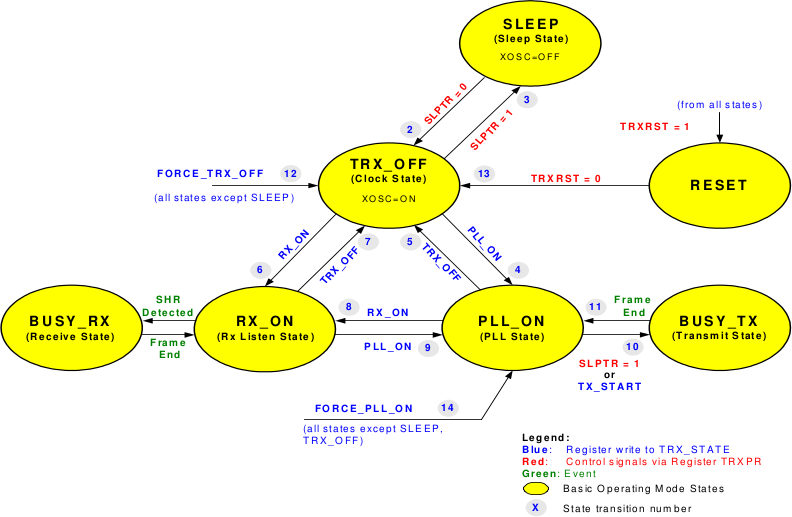 SLEEP
(Sleep State)
XOSC=OFF
SLPTR = 0
3
2
SLPTR = 1
(from all states)
TRXRST = 1
FORCE_TRX_OFF
12
(all states except SLEEP)
TRX_OFF
(Clock State)
XOSC=ON
13
TRXRST = 0
RESET
RX_ON
7
6
TRX_OFF
5
TRX_OFF
PLL_ON
4
SHR
Detected
BUSY_RX
(Receive State)
Frame
End
RX_ON
(Rx Listen State)
8
RX_ON
PLL_ON
9
PLL_ON
(PLL State)
11
Frame
End
BUSY_TX
(Transmit State)
10
SLPTR = 1
or
TX_START
FORCE_PLL_ON
14
(all states except SLEEP,
TRX_OFF)
Legend:
Blue: Register write to TRX_STATE
Red: Control signals via Register TRXPR
Green: Event
Basic Operating Mode States
X State transition number